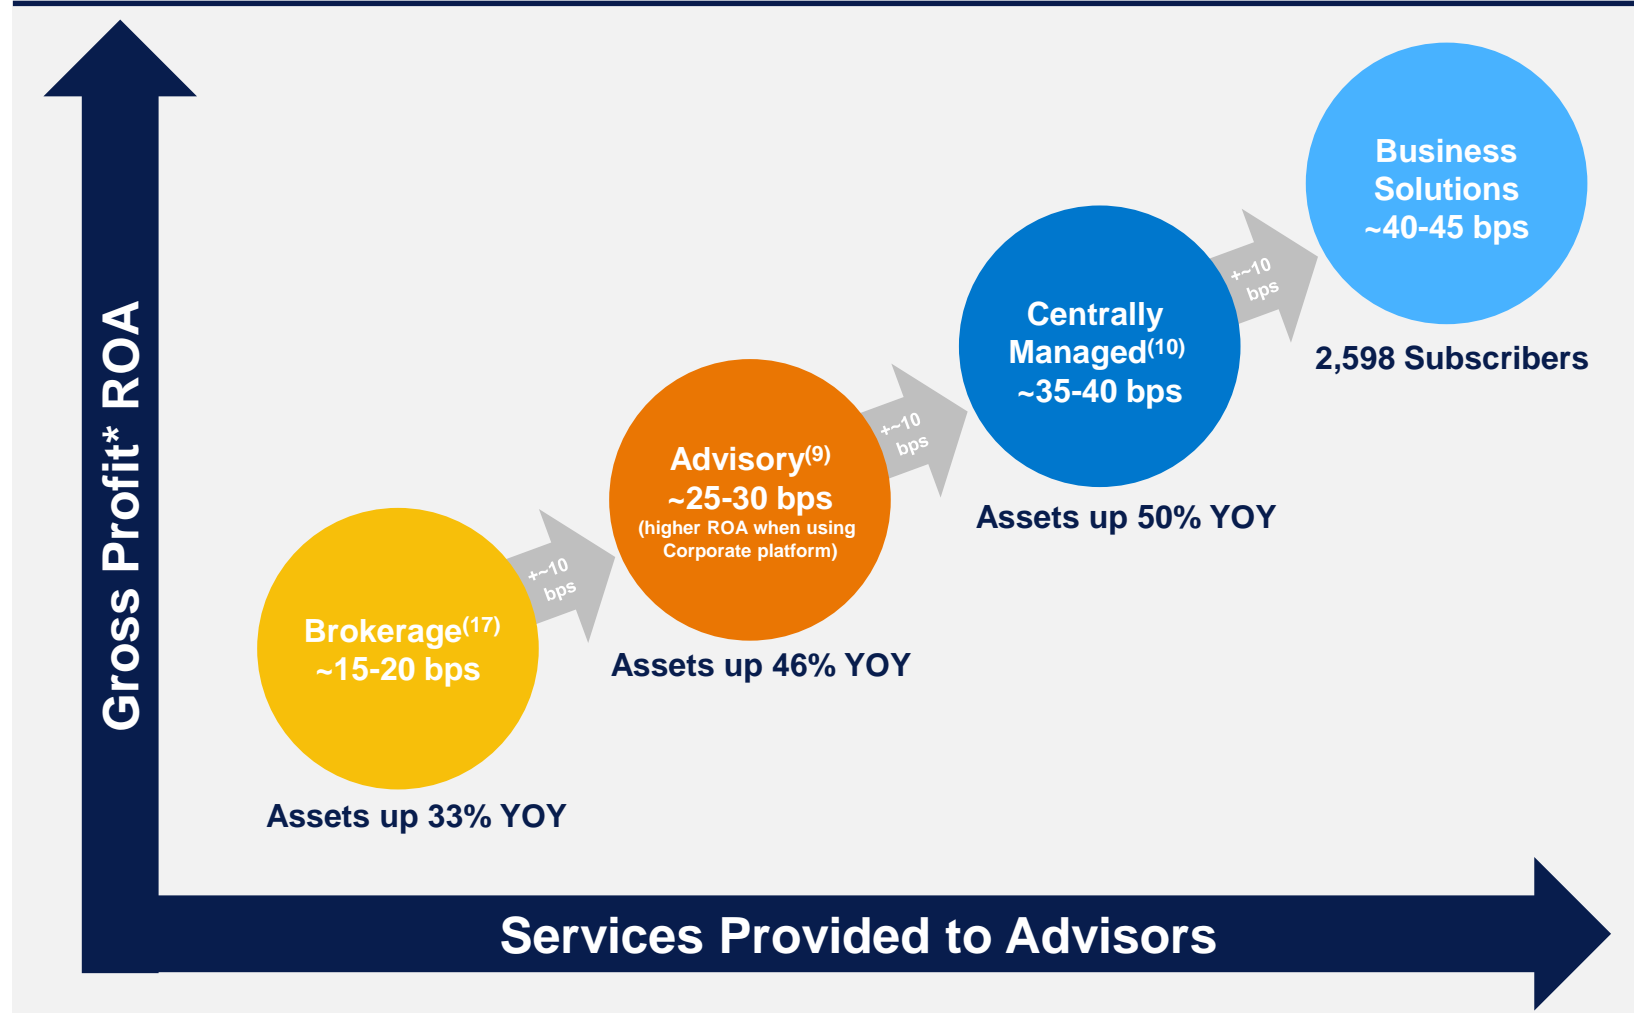 Gross Profit* ROA
Business
Solutions
~40-45 bps
2,598 Subscribers
+~10
bps
Centrally
Managed(10)
~35-40 bps
Assets up 50% YOY
+~10
bps
Advisory(9)
~25-30 bps
(higher ROA when using
Corporate platform)
Assets up 46% YOY
+~10
bps
Brokerage(17)
~15-20 bps
Assets up 33% YOY
Services Provided to Advisors